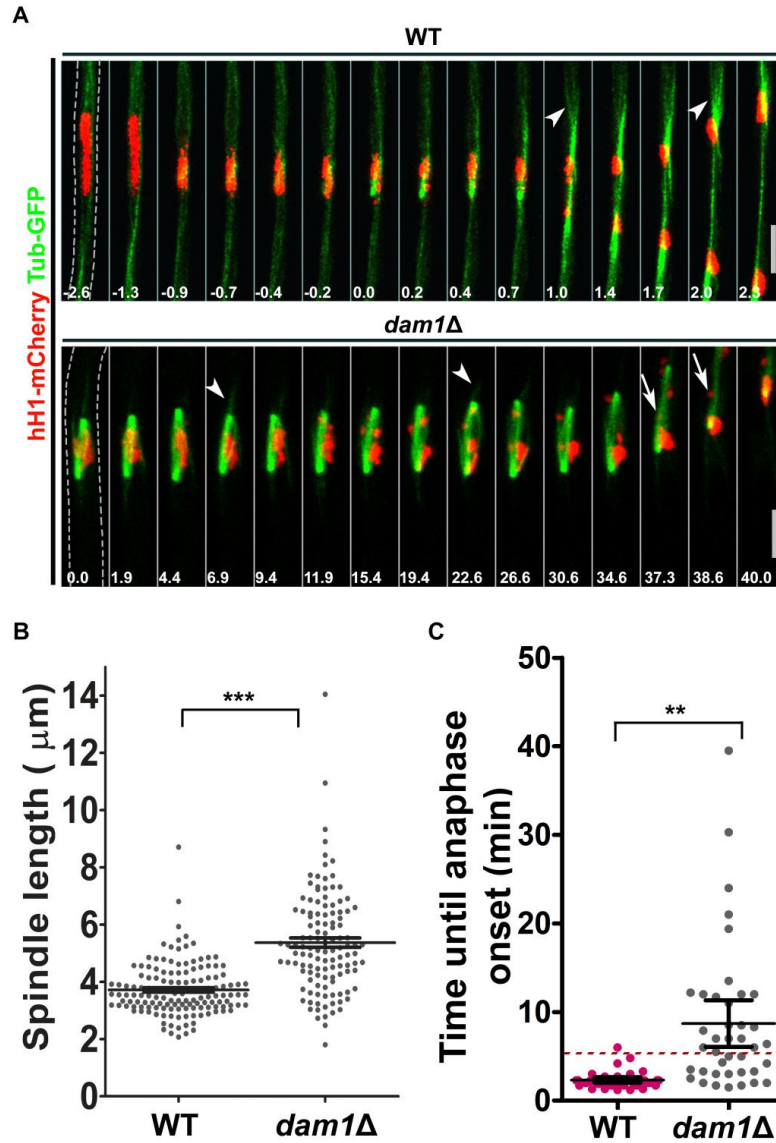 A
WT
hH1-mCherry Tub-GFP
-2.6 -1.3 -0.9 -0.7 -0.4 -0.2 0.0 0.2 0.4 0.7 1.0 1.4 1.7 2.0 2.3
dam1Δ
0.0 1.9 4.4 6.9 9.4 11.9 15.4 19.4 22.6 26.6 30.6 34.6 37.3 38.6 40.0
B
Spindle length ( μm)
14
12
10
8
6
4
2
0
***
WT dam1Δ
C
Time until anaphase
onset (min)
50
40
30
20
10
0
**
WT dam1Δ